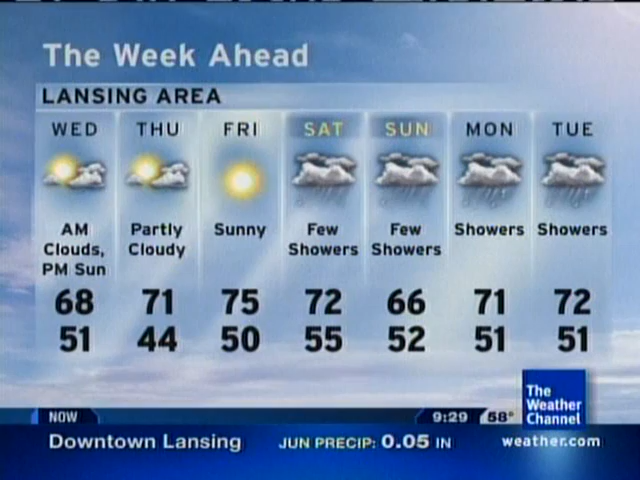 The Week Ahead
LANSING AREA
WED THU FRI SAT SUN MON TUE
AM Clouds, PM Sun
Partly Cloudy
Sunny
Few Showers
Few Showers
Showers
Showers
68 71 75 72 66 71 72
51 44 50 55 52 51 51
NOW
9:29 58°
The
Weather
Channel
Downtown Lansing JUN PRECIP: 0.05 IN weather.com